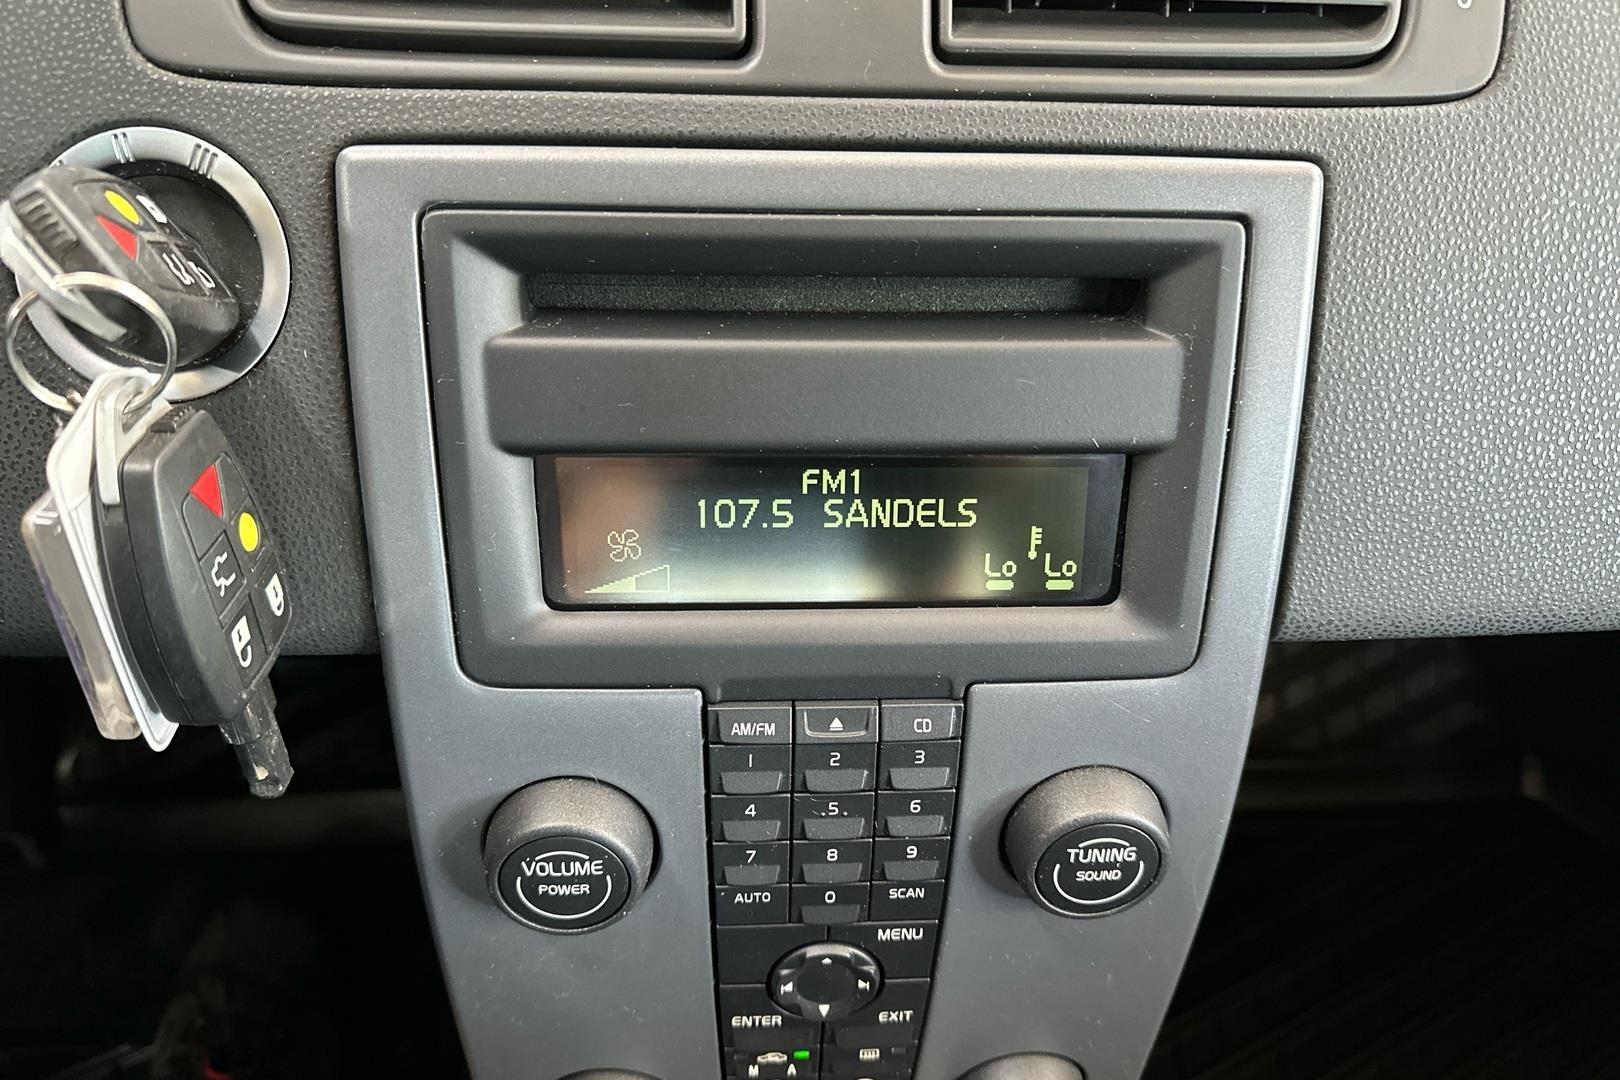 FM1
107.5 SANDELS
Lo Lo
AM/FM CD
1 2 3
4 5 6
7 8 9
AUTO 0 SCAN
VOLUME
POWER
TUNING
SOUND
MENU
ENTER EXIT
M A